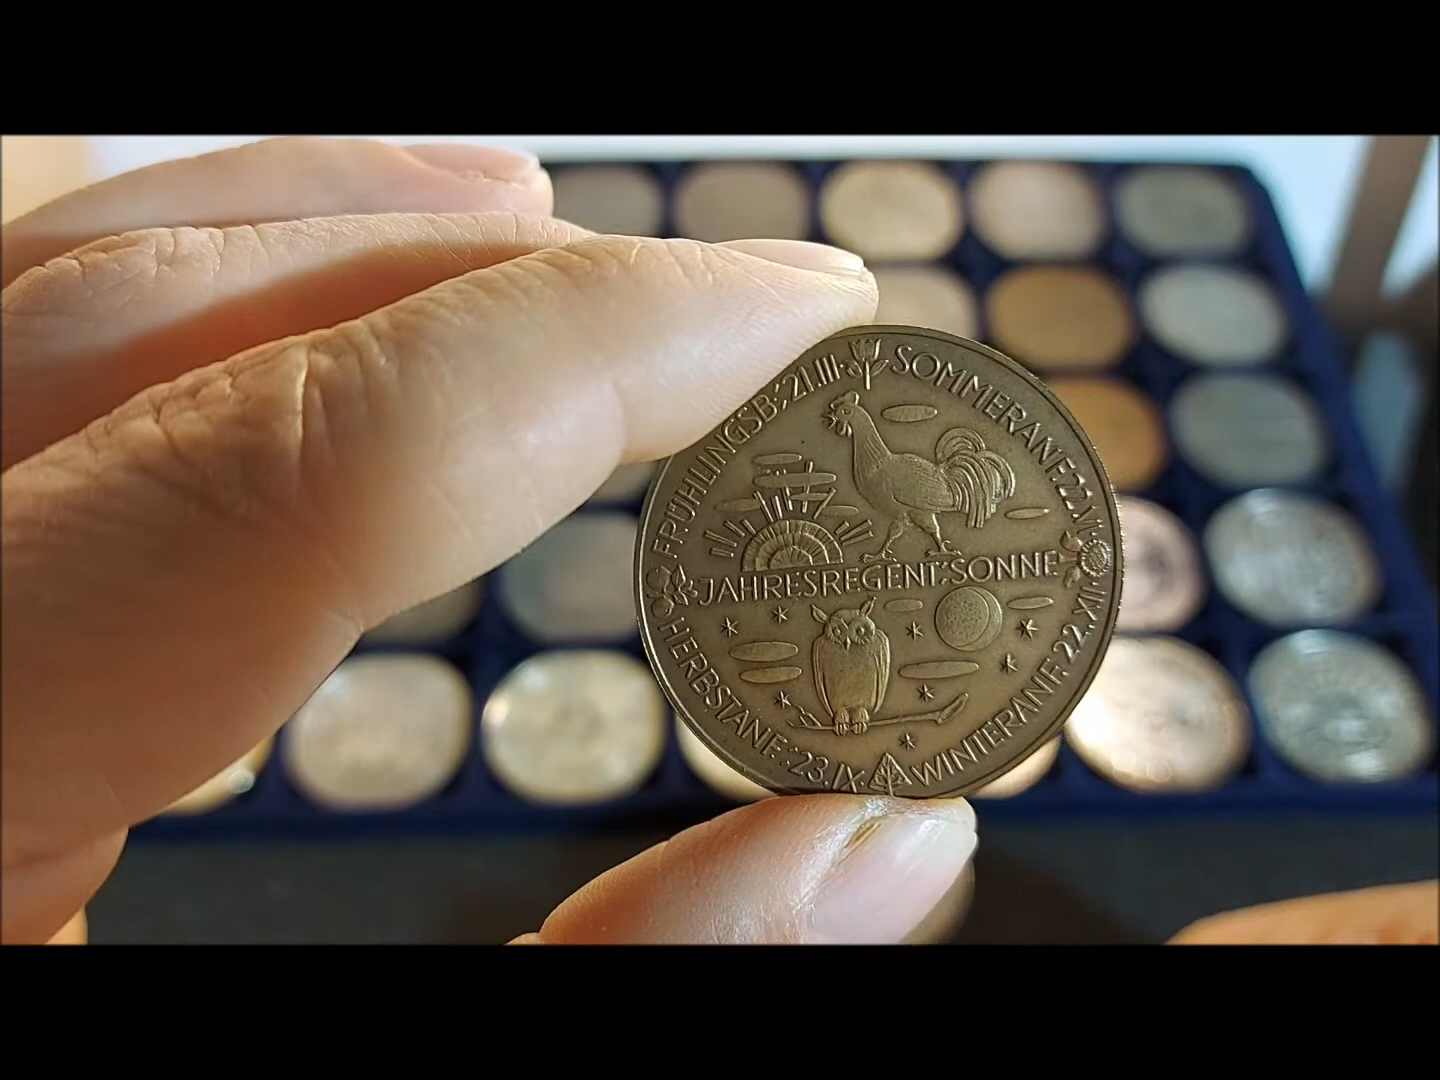 FRÜHLINGSB: 21.III.
SOMMERANF. 22.VI.
JAHRESREGENT: SONNE
HERBSTANF.: 23.IX.
WINTERANF. 22.XII.